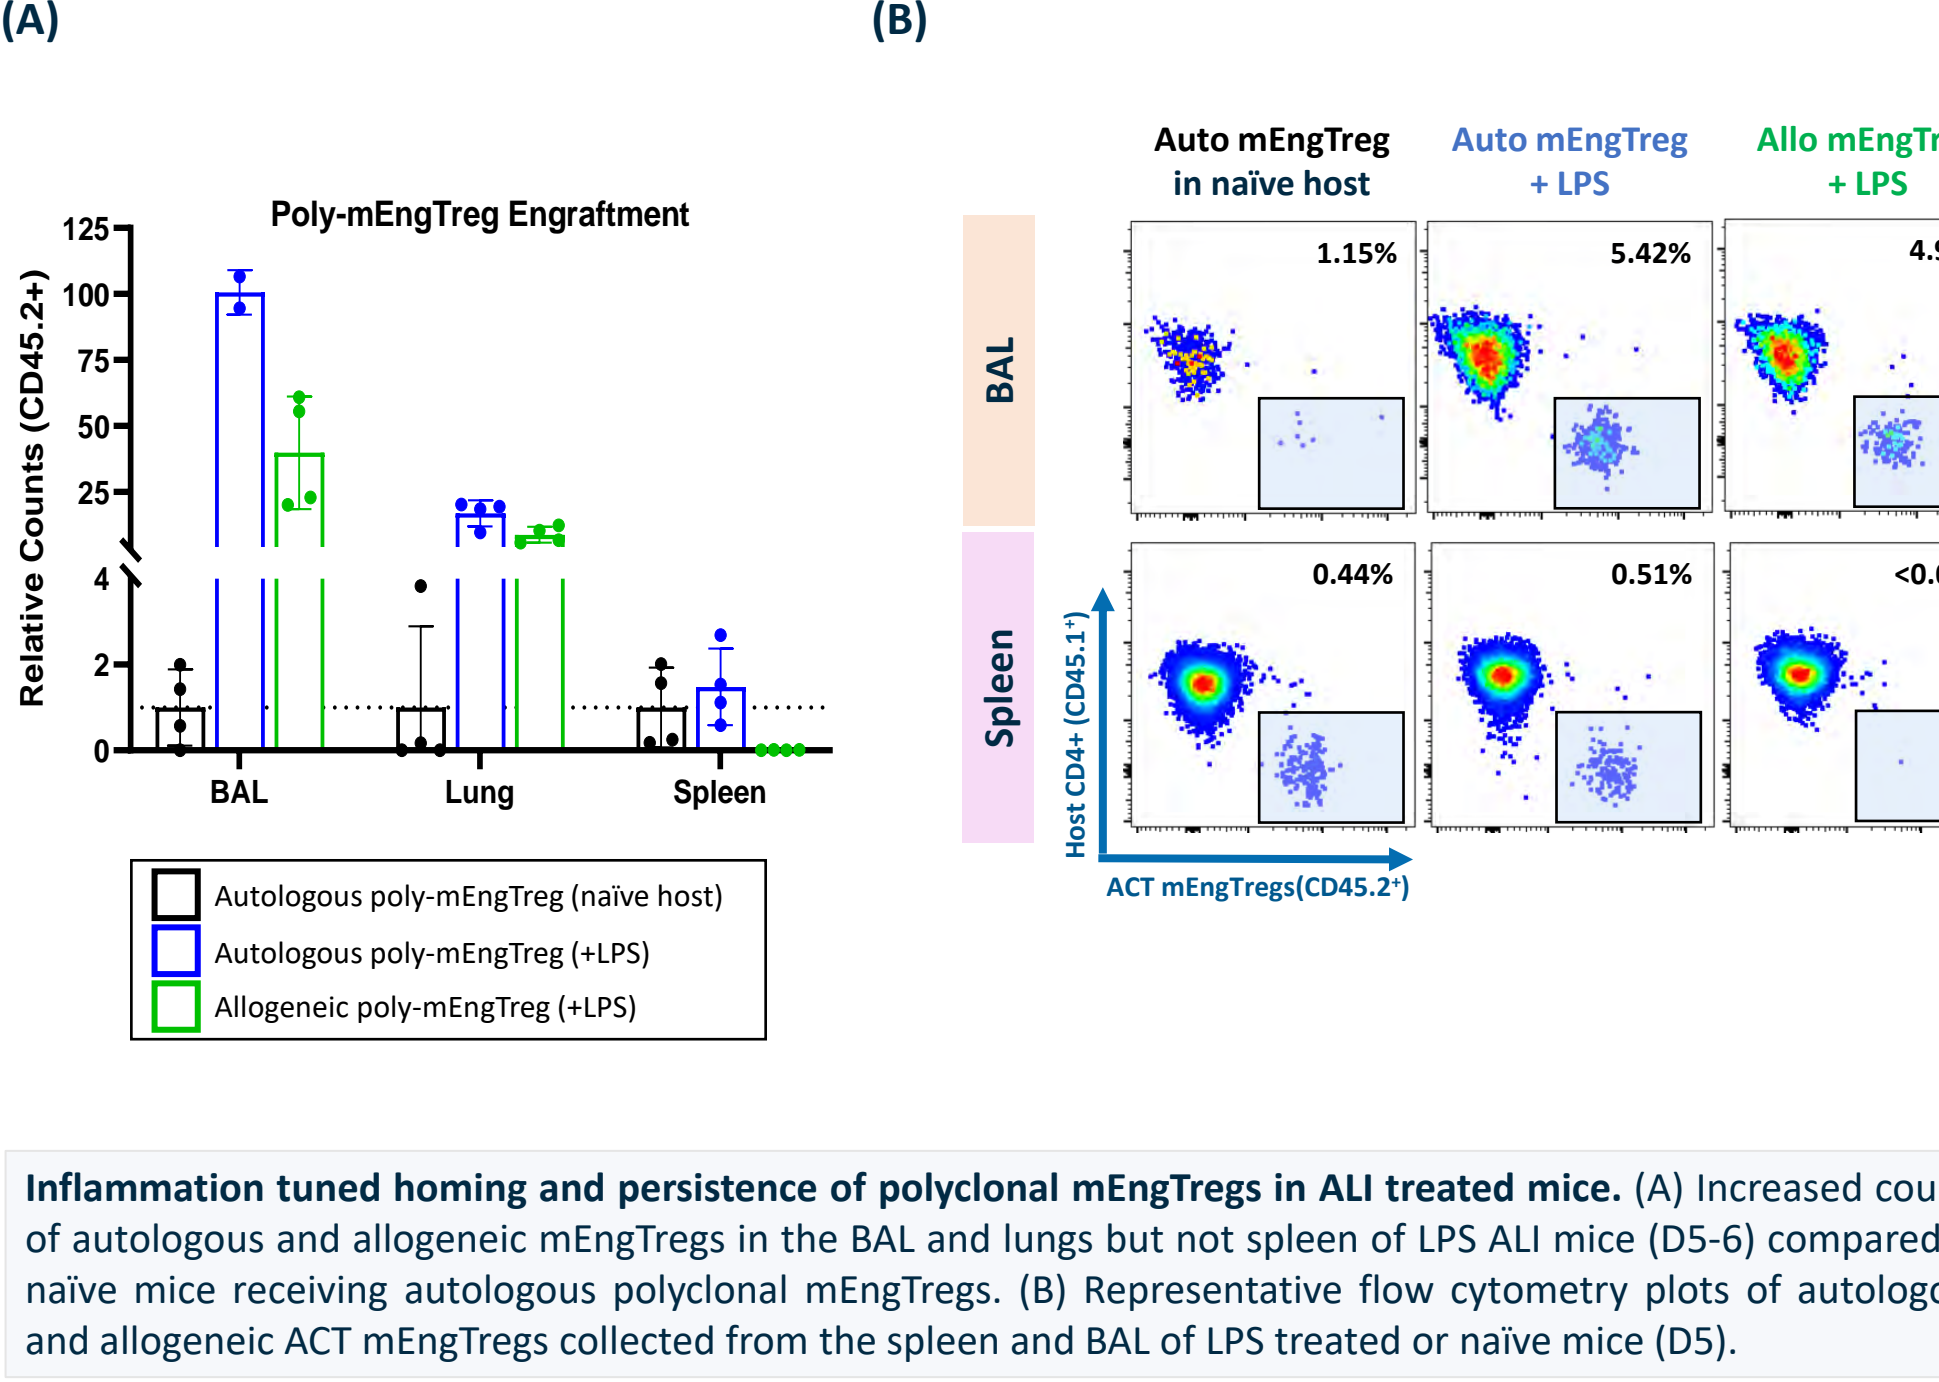 (A)
Poly-mEngTreg Engraftment
Relative Counts (CD45.2+)
125
100
75
50
25
4
2
0
BAL
Lung
Spleen
Autologous poly-mEngTreg (naïve host)
Autologous poly-mEngTreg (+LPS)
Allogeneic poly-mEngTreg (+LPS)
(B)
Auto mEngTreg
in naïve host
Auto mEngTreg
+ LPS
Allo
+ LPS
BAL
1.15%
5.42%
Spleen
0.44%
0.51%
Host CD4+ (CD45.1⁺)
ACT mEngTregs(CD45.2⁺)
Inflammation tuned homing and persistence of polyclonal mEngTregs in ALI treated mice. (A) Increased
of autologous and allogeneic mEngTregs in the BAL and lungs but not spleen of LPS ALI mice (D5-6) compared
naïve mice receiving autologous polyclonal mEngTregs. (B) Representative flow cytometry plots of
and allogeneic ACT mEngTregs collected from the spleen and BAL of LPS treated or naïve mice (D5).